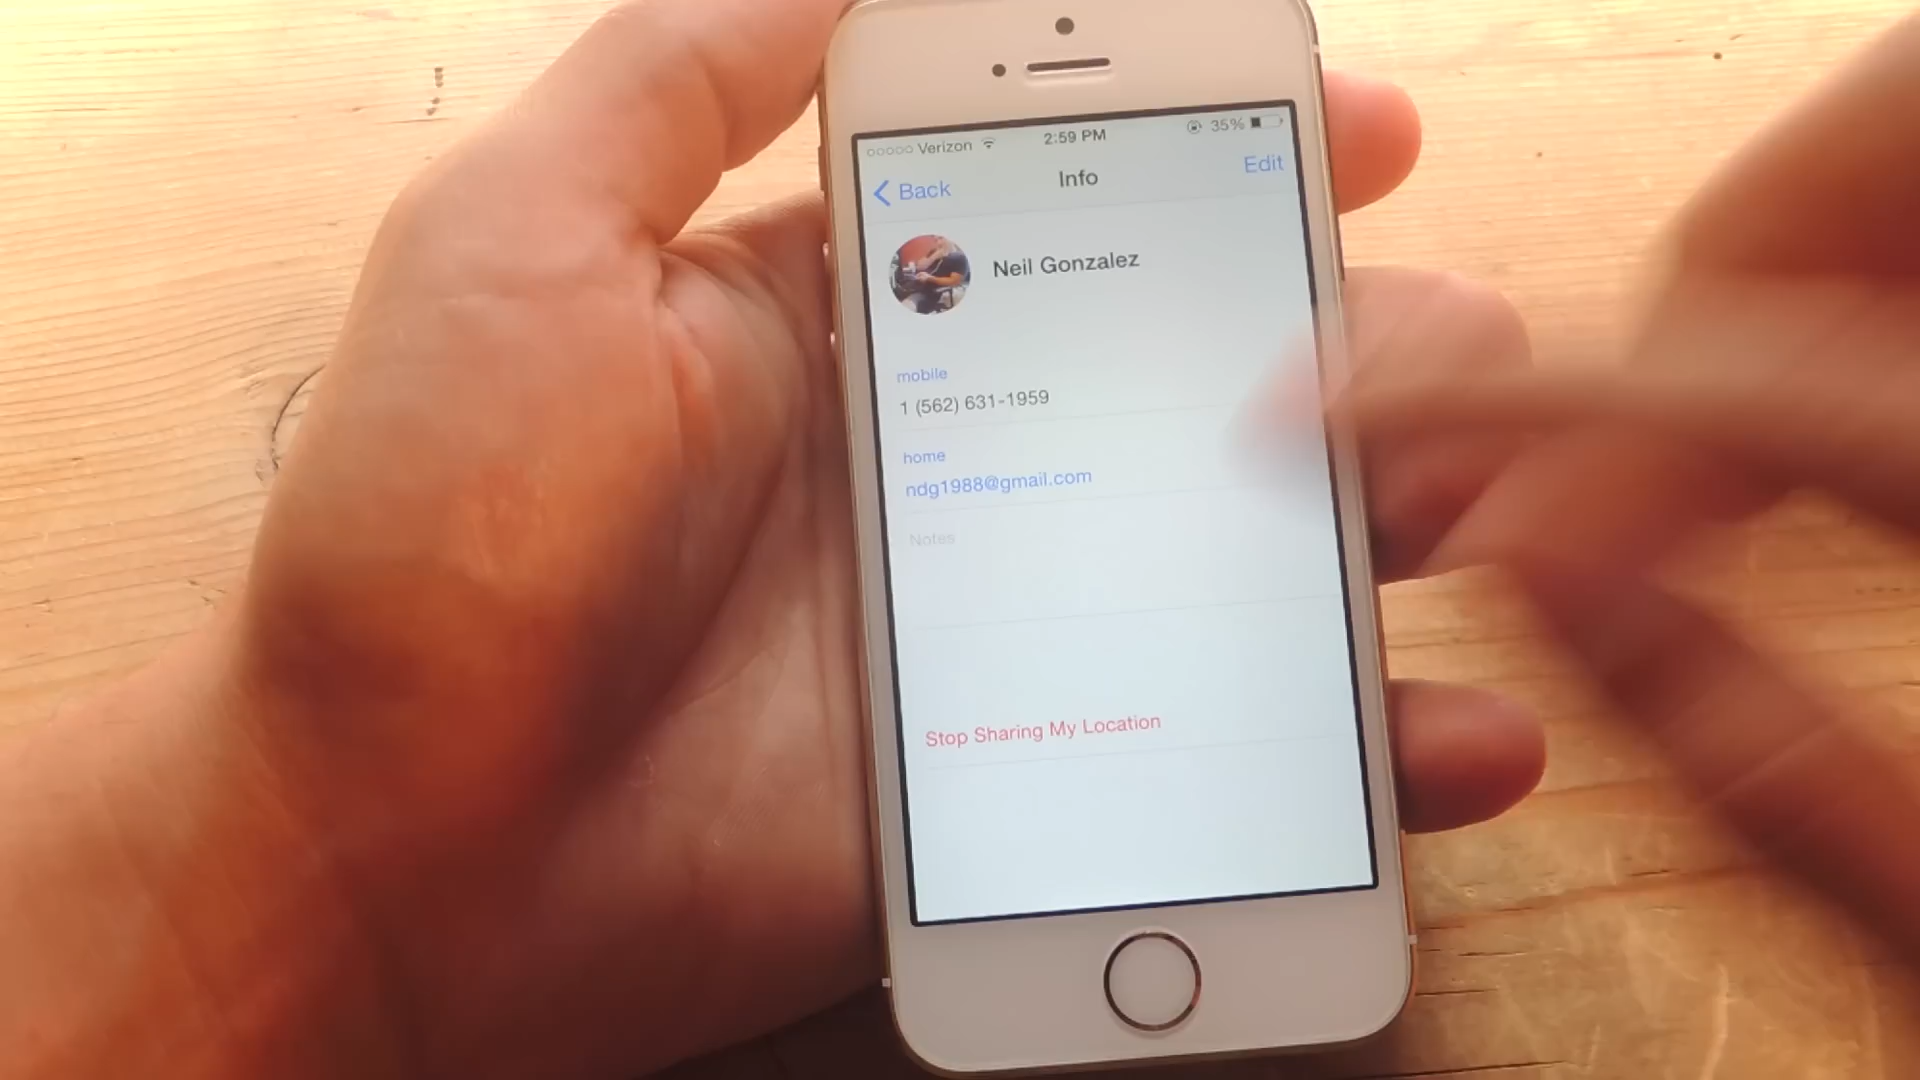 Verizon 2:59 PM 35%
Back Info Edit
Neil Gonzalez
mobile
1 (562) 631-1959
home
ndg1988@gmail.com
Notes
Stop Sharing My Location